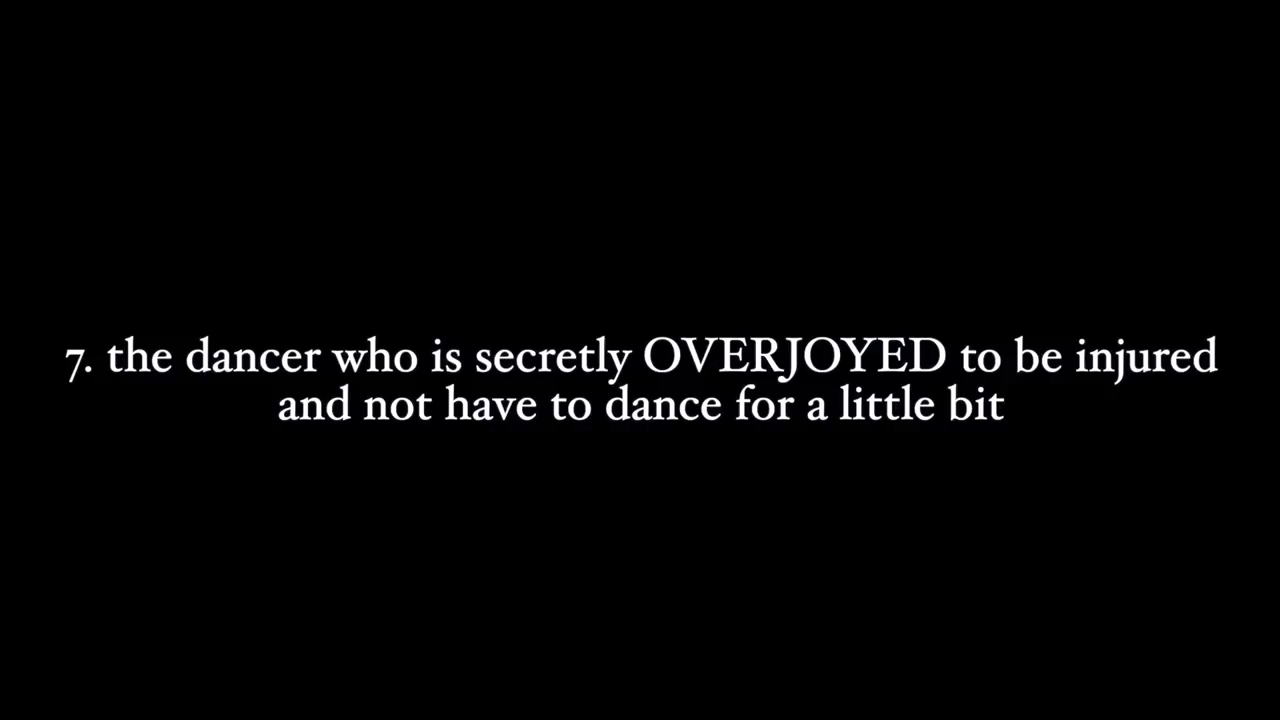 7. the dancer who is secretly OVERJOYED to be injured
and not have to dance for a little bit